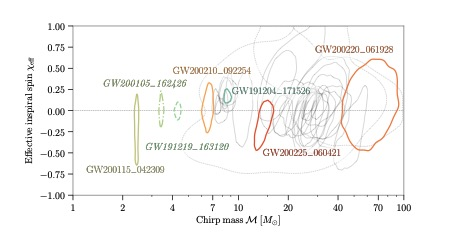 1.00
0.75
0.50
0.25
0.00
−0.25
−0.50
−0.75
−1.00
Effective inspiral spin χeff
GW200220_061928
GW200210_092254
GW200105_162426
GW191204_171526
GW191219_163120
GW200225_060421
GW200115_042309
1 2 4 7 10 20 40 70 100
Chirp mass M [M⊙]